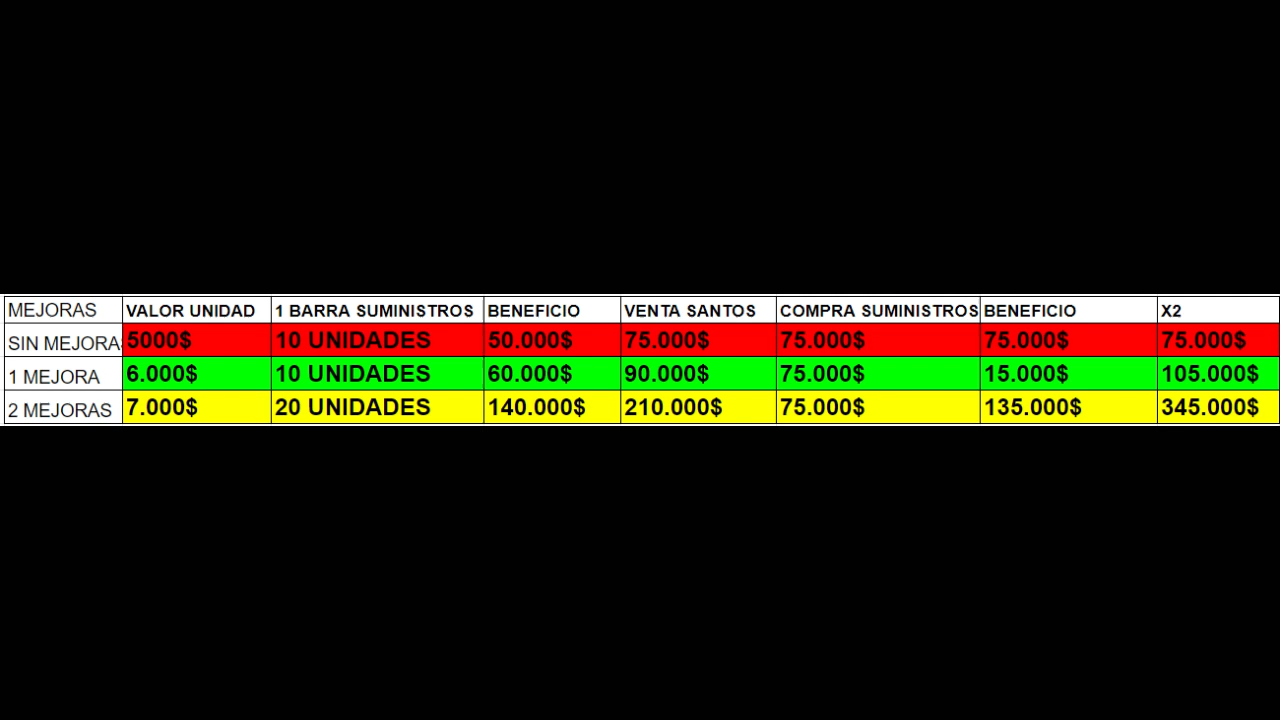 MEJORAS VALOR UNIDAD 1 BARRA SUMINISTROS BENEFICIO VENTA SANTOS COMPRA SUMINISTROS BENEFICIO X2
SIN MEJORAS 5000$ 10 UNIDADES 50.000$ 75.000$ 75.000$ 75.000$ 75.000$
1 MEJORA 6.000$ 10 UNIDADES 60.000$ 90.000$ 75.000$ 15.000$ 105.000$
2 MEJORAS 7.000$ 20 UNIDADES 140.000$ 210.000$ 75.000$ 135.000$ 345.000$